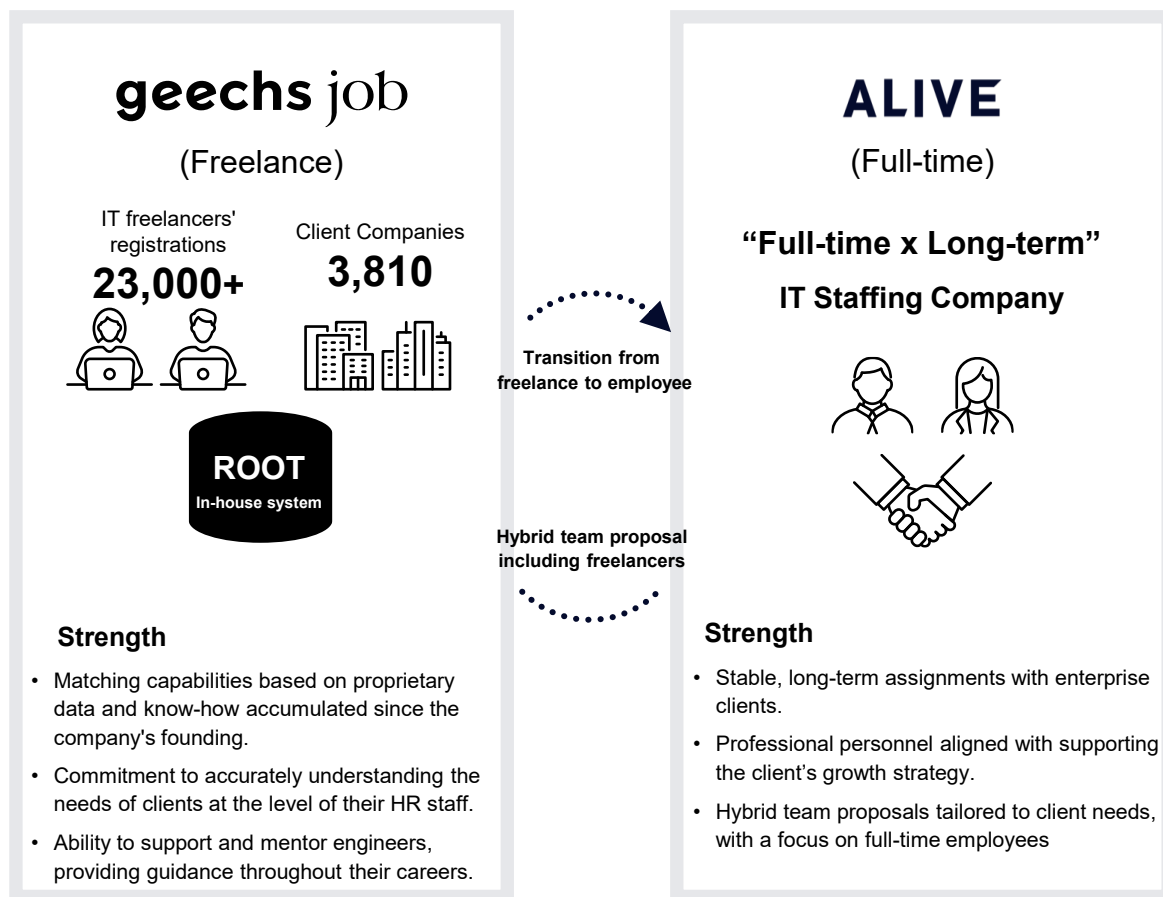 geechs job
(Freelance)
IT freelancers'
registrations
23,000+
Client Companies
3,810
ROOT
In-house system
Strength
• Matching capabilities based on proprietary
data and know-how accumulated since the
company's founding.
• Commitment to accurately understanding the
needs of clients at the level of their HR staff.
• Ability to support and mentor engineers,
providing guidance throughout their careers.
Transition from
freelance to employee
Hybrid team proposal
including freelancers
ALIVE
(Full-time)
“Full-time x Long-term”
IT Staffing Company
Strength
• Stable, long-term assignments with enterprise
clients.
• Professional personnel aligned with supporting
the client’s growth strategy.
• Hybrid team proposals tailored to client needs,
with a focus on full-time employees